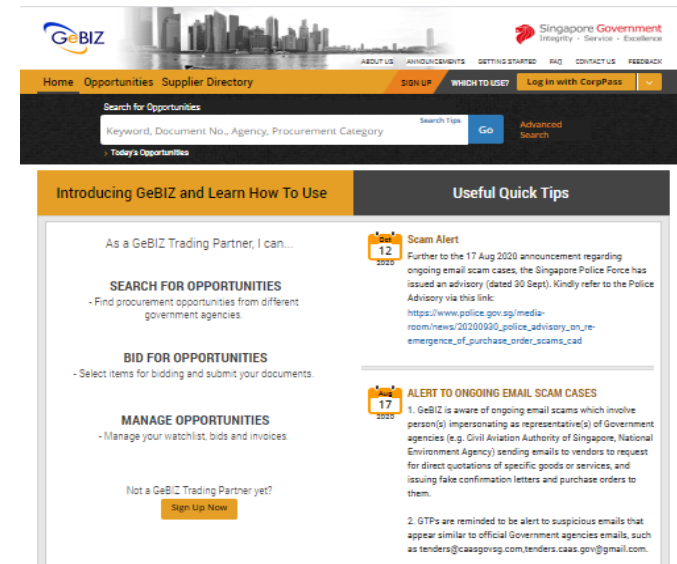 GeBIZ
Singapore Government
Integrity · Service · Excellence
ABOUT US ANNOUNCEMENTS GETTING STARTED FAQ CONTACT US FEEDBACK
Home Opportunities Supplier Directory SIGN UP WHICH TO USE? Log in with CorpPass
Search for Opportunities
Keyword, Document No., Agency, Procurement Category Search Tips Go Advanced
Search
› Today's Opportunities
Introducing GeBIZ and Learn How To Use
Useful Quick Tips
As a GeBIZ Trading Partner, I can...
SEARCH FOR OPPORTUNITIES
- Find procurement opportunities from different
government agencies.
BID FOR OPPORTUNITIES
- Select items for bidding and submit your documents.
MANAGE OPPORTUNITIES
- Manage your watchlist, bids and invoices.
Not a GeBIZ Trading Partner yet?
Sign Up Now
Oct
12
2020
Scam Alert
Further to the 17 Aug 2020 announcement regarding
ongoing email scam cases, the Singapore Police Force has
issued an advisory (dated 30 Sept). Kindly refer to the Police
Advisory via this link:
https://www.police.gov.sg/media-
room/news/20200930_police_advisory_on_re-
emergence_of_purchase_order_scams_cad
Aug
17
2020
ALERT TO ONGOING EMAIL SCAM CASES
1. GeBIZ is aware of ongoing email scams which involve
person(s) impersonating as representative(s) of Government
agencies (e.g. Civil Aviation Authority of Singapore, National
Environment Agency) sending emails to vendors to request
for direct quotations of specific goods or services, and
issuing fake confirmation letters and purchase orders to
them.
2. GTPs are reminded to be alert to suspicious emails that
appear similar to official Government agencies emails, such
as tenders@caasgovsg.com,tenders.caas.gov@gmail.com.